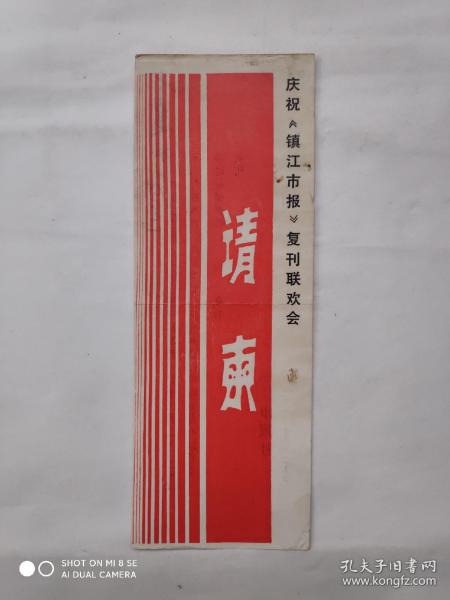 庆祝《镇江市报》复刊联欢会
请柬
SHOT ON MI 8 SE
AI DUAL CAMERA
孔夫子旧书网
www.kongfz.com